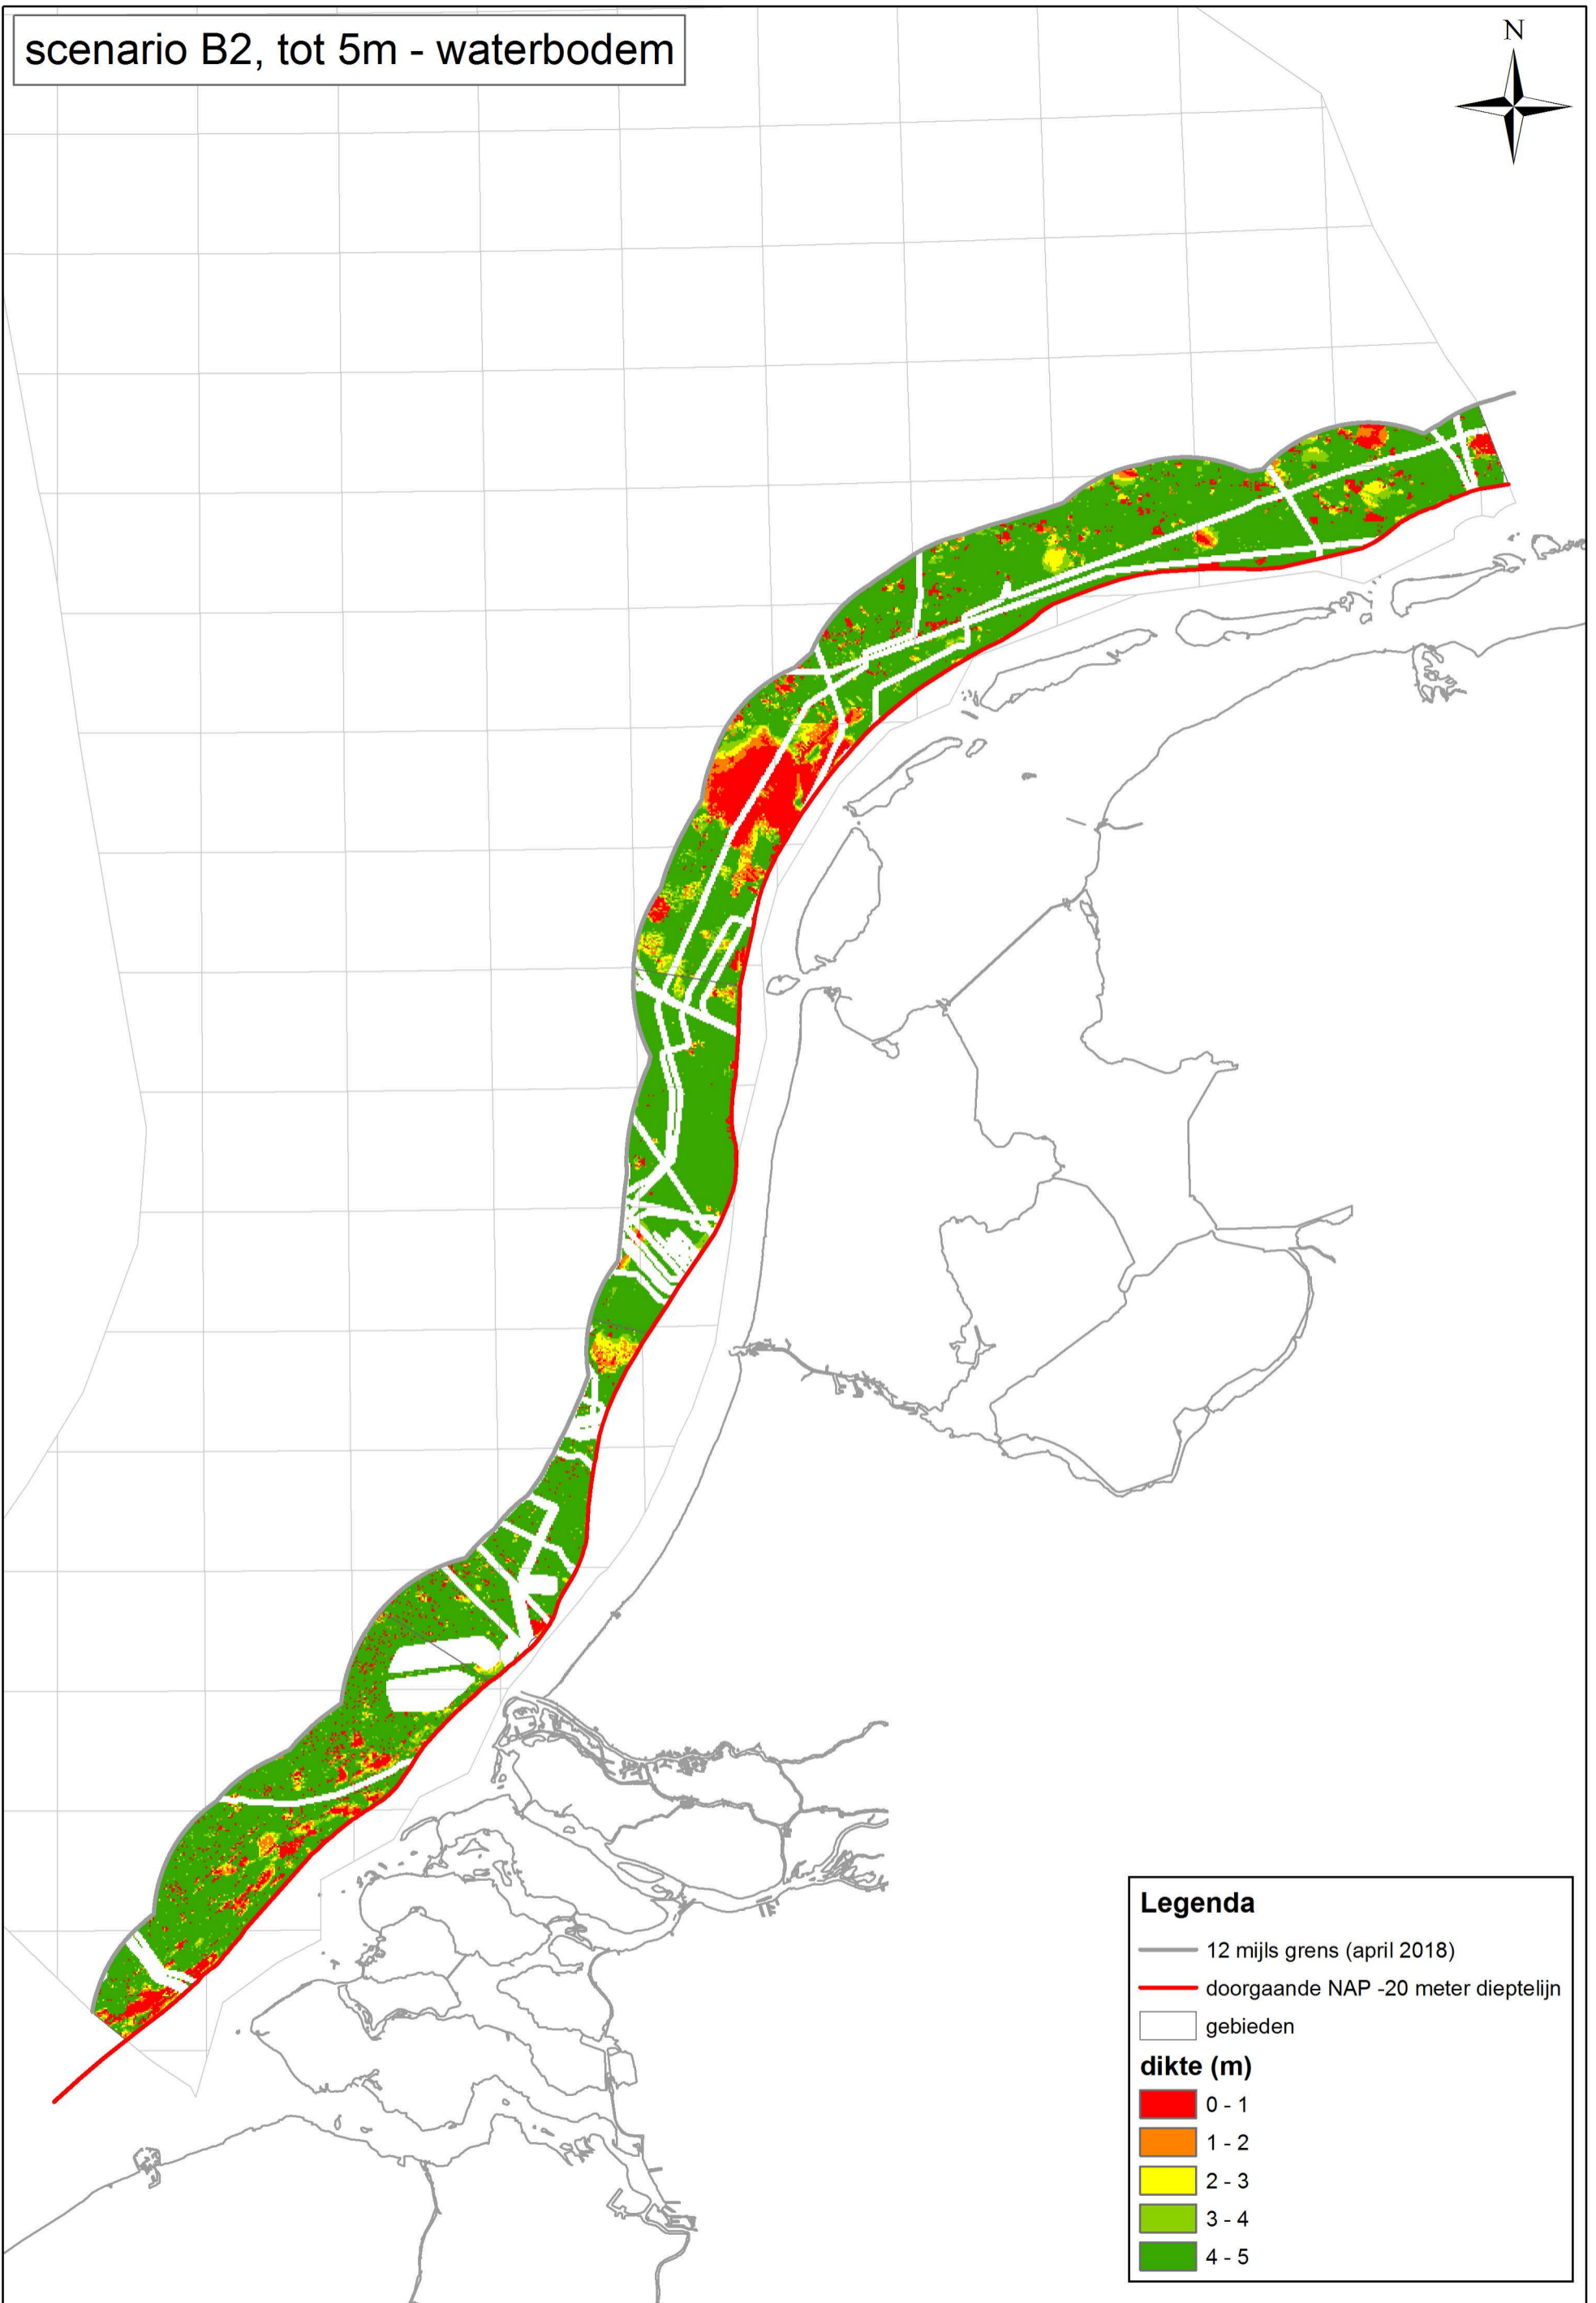 scenario B2, tot 5m - waterbodem
N
Legenda
12 mijls grens (april 2018)
doorgaande NAP -20 meter dieptelijn
gebieden
dikte (m)
0 - 1
1 - 2
2 - 3
3 - 4
4 - 5